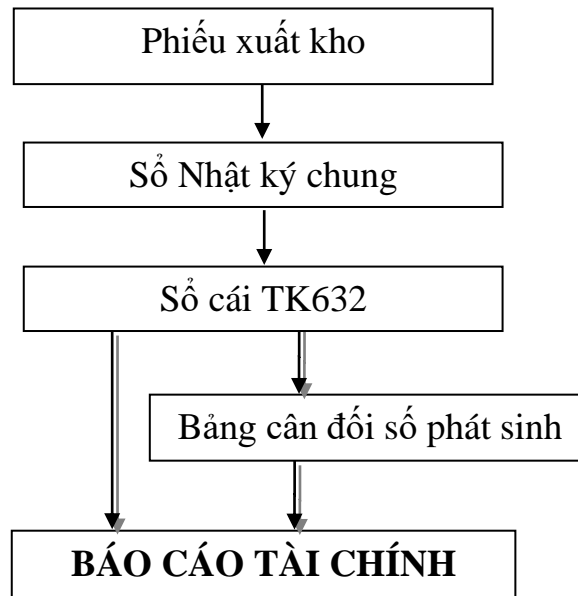 Phiếu xuất kho
Sổ Nhật ký chung
Sổ cái TK632
Bảng cân đối số phát sinh
BÁO CÁO TÀI CHÍNH